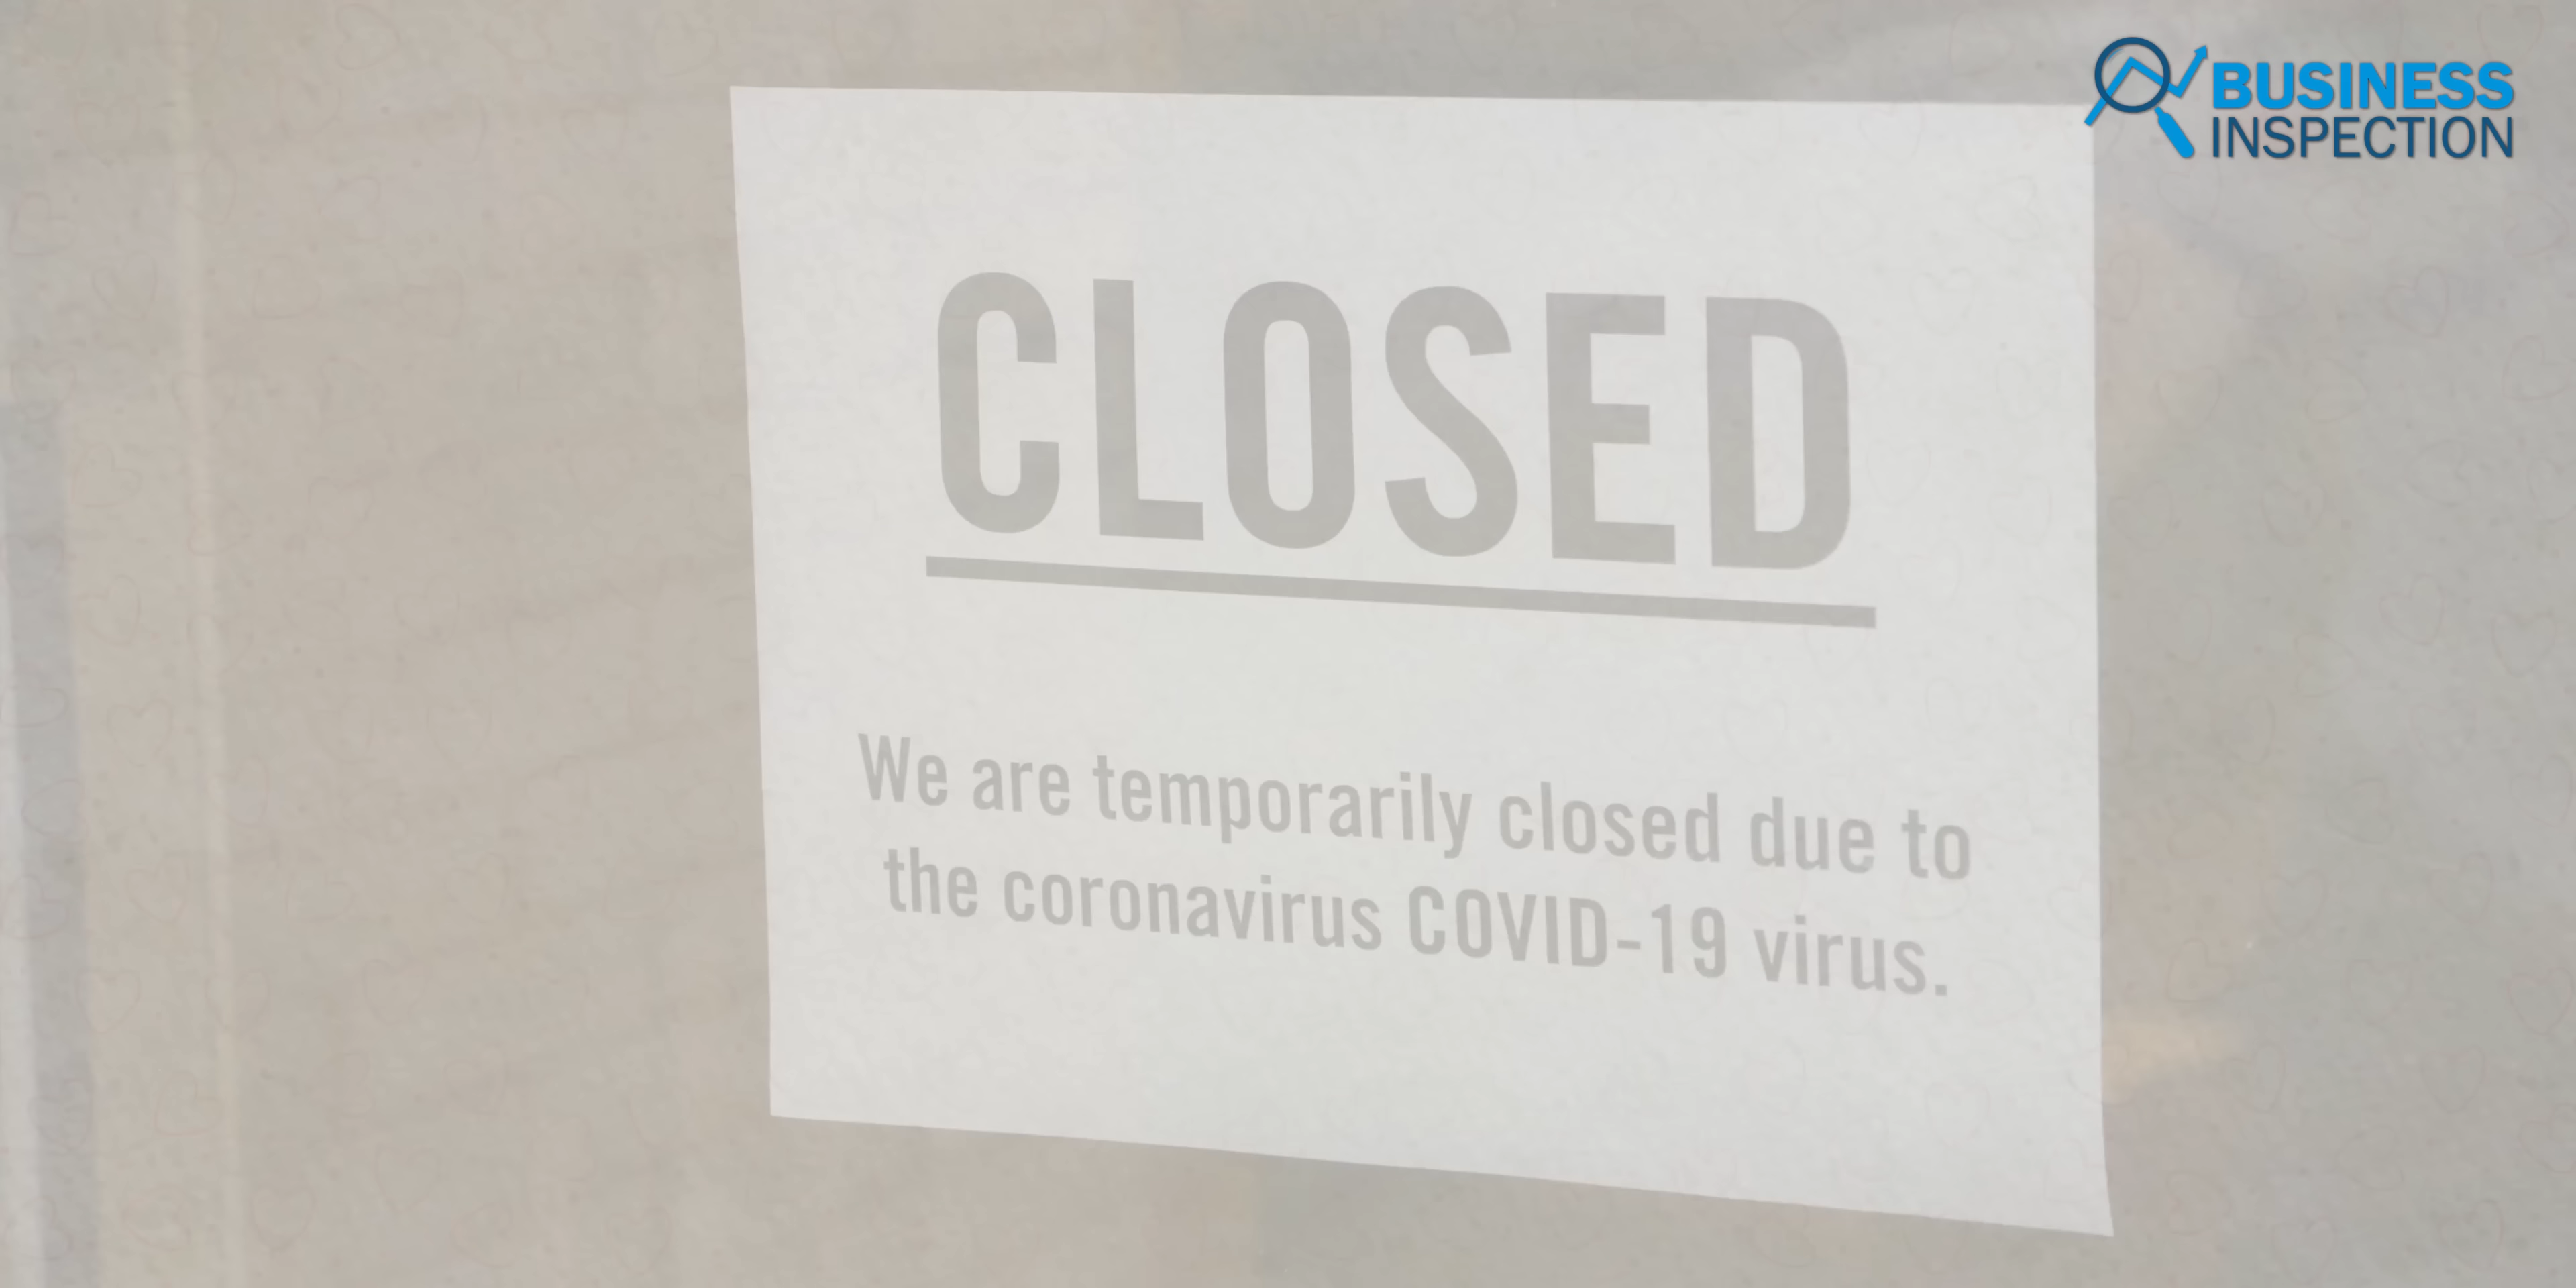 BUSINESS
INSPECTION
CLOSED
We are temporarily closed due to
the coronavirus COVID-19 virus.